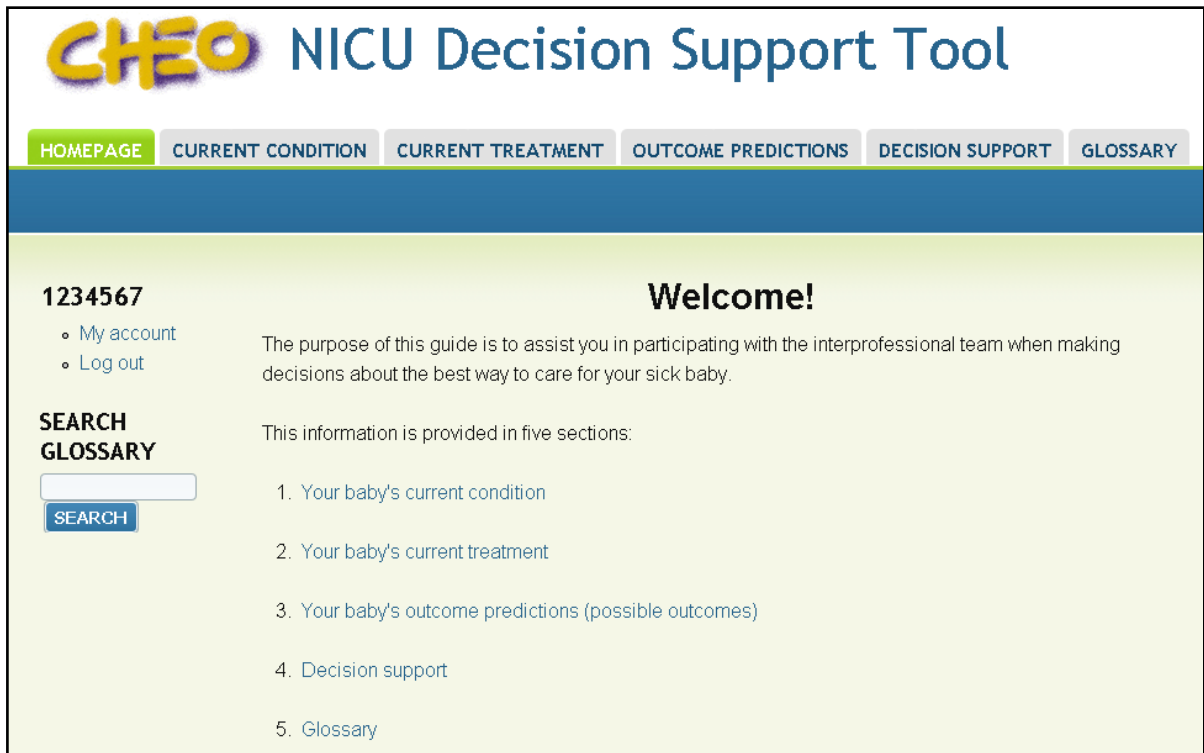 CHEO NICU Decision Support Tool
HOMEPAGE CURRENT CONDITION CURRENT TREATMENT OUTCOME PREDICTIONS DECISION SUPPORT GLOSSARY
1234567
My account
Log out
SEARCH
GLOSSARY
SEARCH
Welcome!
The purpose of this guide is to assist you in participating with the interprofessional team when making
decisions about the best way to care for your sick baby.
This information is provided in five sections:
1. Your baby's current condition
2. Your baby's current treatment
3. Your baby's outcome predictions (possible outcomes)
4. Decision support
5. Glossary